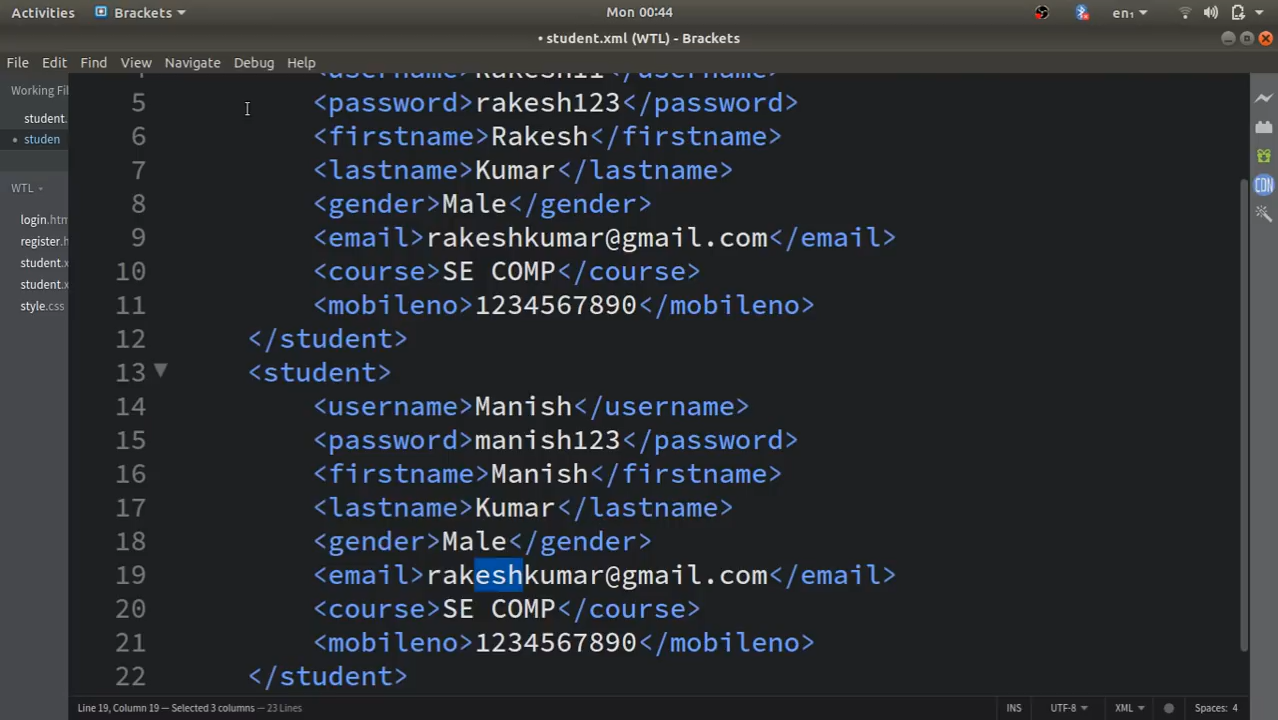 Activities Brackets Mon 00:44 en1
• student.xml (WTL) - Brackets
File Edit Find View Navigate Debug Help
Working Fil
student.
• studen
WTL
login.htm
register.h
student.x
student.x
style.css
4 <username>Rakesh11</username>
5 <password>rakesh123</password>
6 <firstname>Rakesh</firstname>
7 <lastname>Kumar</lastname>
8 <gender>Male</gender>
9 <email>rakeshkumar@gmail.com</email>
10 <course>SE COMP</course>
11 <mobileno>1234567890</mobileno>
12 </student>
13 <student>
14 <username>Manish</username>
15 <password>manish123</password>
16 <firstname>Manish</firstname>
17 <lastname>Kumar</lastname>
18 <gender>Male</gender>
19 <email>rakeshkumar@gmail.com</email>
20 <course>SE COMP</course>
21 <mobileno>1234567890</mobileno>
22 </student>
CDN
Line 19, Column 19 — Selected 3 columns — 23 Lines INS UTF-8 XML Spaces: 4